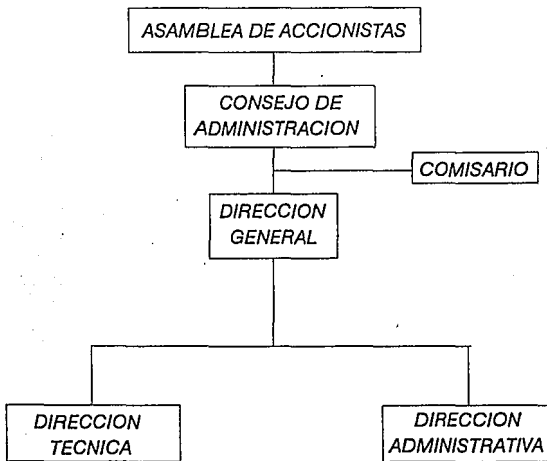 ASAMBLEA DE ACCIONISTAS
CONSEJO DE
ADMINISTRACION
COMISARIO
DIRECCION
GENERAL
DIRECCION
TECNICA
DIRECCION
ADMINISTRATIVA